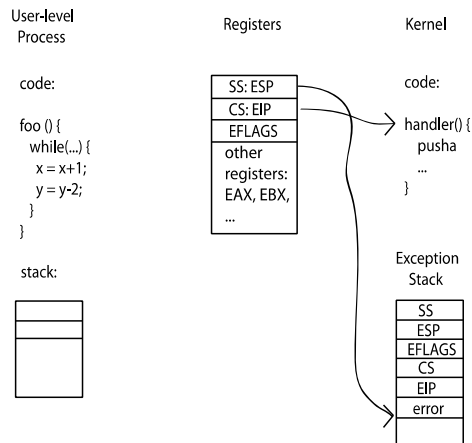 User-level
Process
code:
foo () {
while(...) {
x = x+1;
y = y-2;
}
}
stack:
Registers
SS: ESP
CS: EIP
EFLAGS
other
registers:
EAX, EBX,
...
Kernel
code:
handler() {
pusha
...
}
Exception
Stack
SS
ESP
EFLAGS
CS
EIP
error